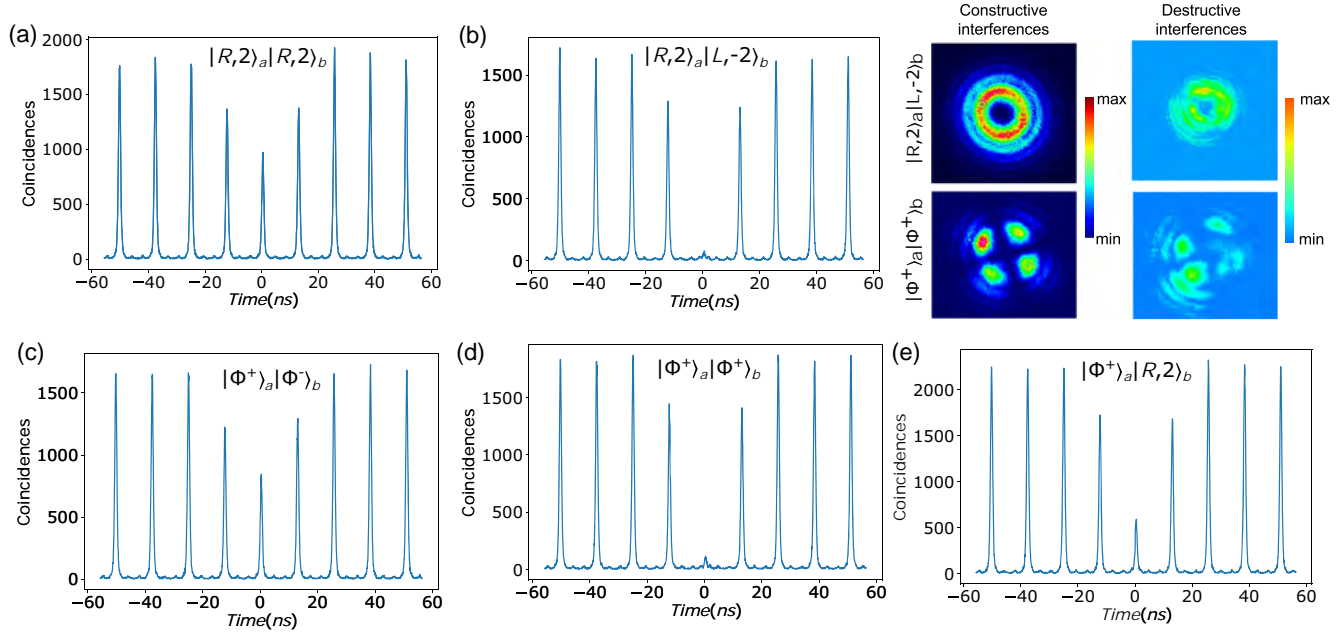 (a)
|R,2⟩a|R,2⟩b
Coincidences
2000
1500
1000
500
0
−60 −40 −20 0 20 40 60
Time(ns)
(b)
|R,2⟩a|L,-2⟩b
Coincidences
1500
1000
500
0
−60 −40 −20 0 20 40 60
Time(ns)
Constructive
interferences
Destructive
interferences
|R,2⟩a|L,-2⟩b
max
min
max
min
|Φ+⟩a|Φ+⟩b
(c)
|Φ+⟩a|Φ-⟩b
Coincidences
1500
1000
500
0
−60 −40 −20 0 20 40 60
Time(ns)
(d)
|Φ+⟩a|Φ+⟩b
Coincidences
1500
1000
500
0
−60 −40 −20 0 20 40 60
Time(ns)
(e)
|Φ+⟩a|R,2⟩b
Coincidences
2000
1500
1000
500
0
−60 −40 −20 0 20 40 60
Time(ns)